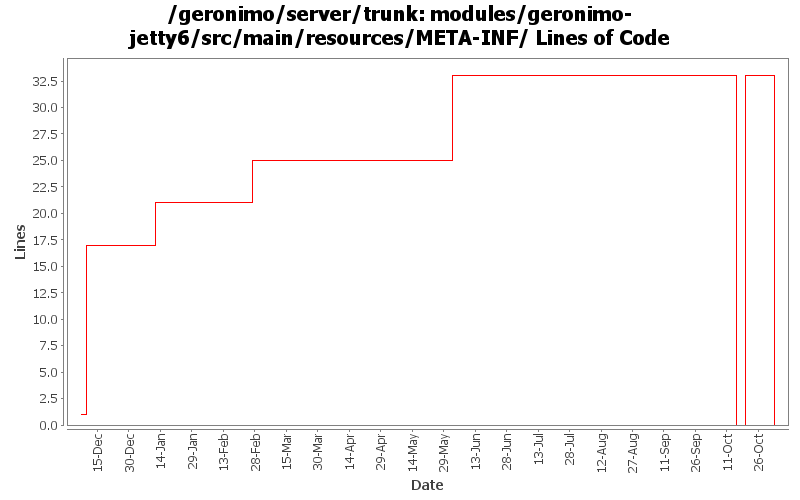 /geronimo/server/trunk: modules/geronimo-
jetty6/src/main/resources/META-INF/ Lines of Code
Lines
32.5
30.0
27.5
25.0
22.5
20.0
17.5
15.0
12.5
10.0
7.5
5.0
2.5
0.0
15-Dec
30-Dec
14-Jan
29-Jan
13-Feb
28-Feb
15-Mar
30-Mar
14-Apr
29-Apr
14-May
29-May
13-Jun
28-Jun
13-Jul
28-Jul
12-Aug
27-Aug
11-Sep
26-Sep
11-Oct
26-Oct
Date